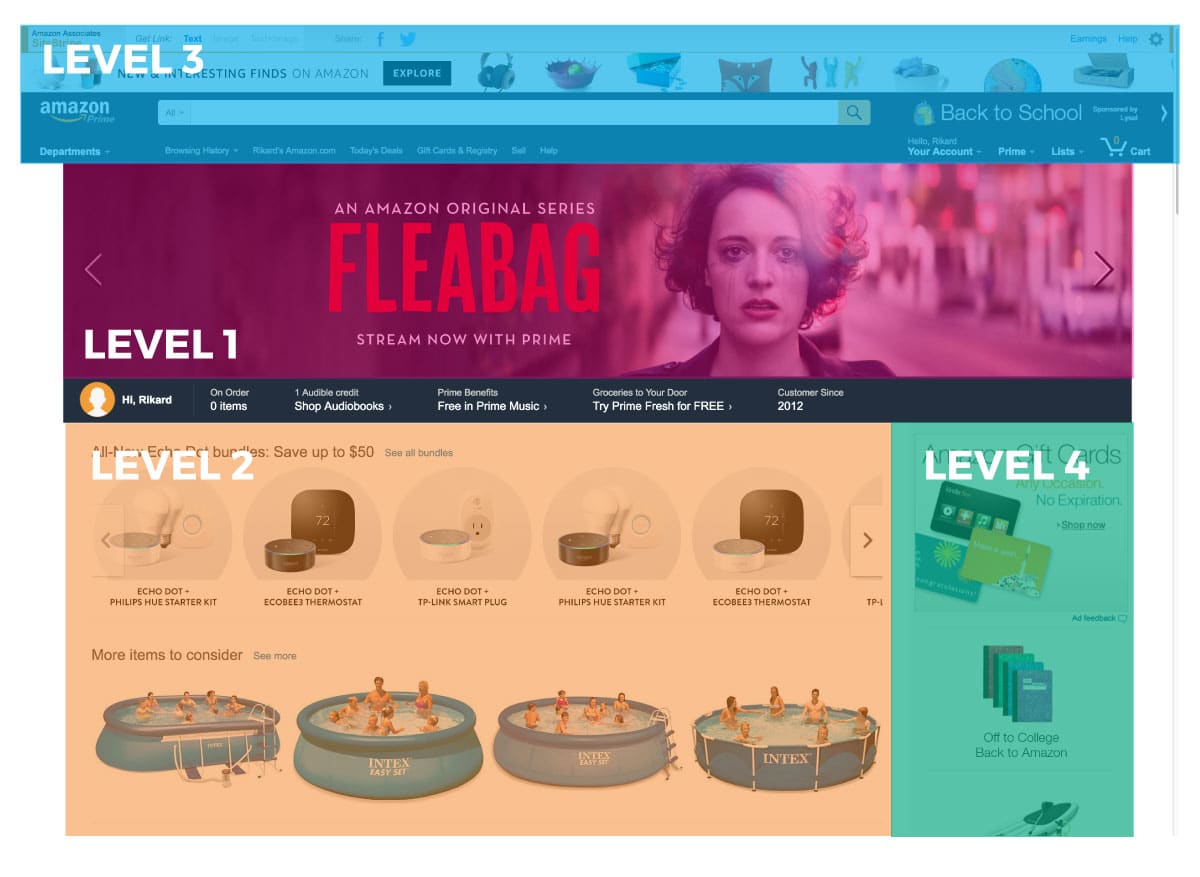 Amazon Associates
SiteStripe
Get Link: Text Image Text+Image Share: Earnings Help
LEVEL 3
NEW & INTERESTING FINDS ON AMAZON EXPLORE
amazon Prime
All
Back to School Sponsored by Lysol
Departments
Browsing History Rikard's Amazon.com Today's Deals Gift Cards & Registry Sell Help
Hello, Rikard
Your Account Prime Lists 0 Cart
AN AMAZON ORIGINAL SERIES
FLEABAG
STREAM NOW WITH PRIME
LEVEL 1
Hi, Rikard
On Order
0 items
1 Audible credit
Shop Audiobooks ›
Prime Benefits
Free in Prime Music ›
Groceries to Your Door
Try Prime Fresh for FREE ›
Customer Since
2012
All-New Echo Dot bundles: Save up to $50 See all bundles
LEVEL 2
72
72
ECHO DOT +
PHILIPS HUE STARTER KIT
ECHO DOT +
ECOBEE3 THERMOSTAT
ECHO DOT +
TP-LINK SMART PLUG
ECHO DOT +
PHILIPS HUE STARTER KIT
ECHO DOT +
ECOBEE3 THERMOSTAT
TP-L
More items to consider See more
INTEX
INTEX
EASY SET
INTEX
EASY SET
INTEX
Amazon Gift Cards
LEVEL 4
Any Occasion.
No Expiration.
› Shop now
Ad feedback
Off to College
Back to Amazon